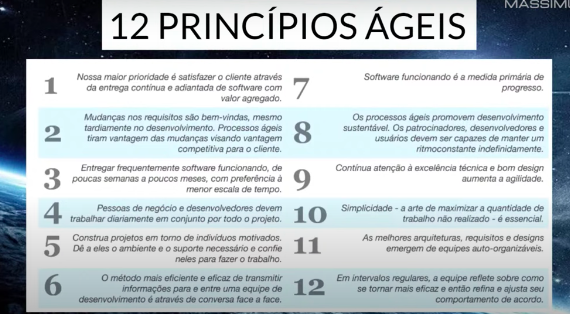 MASSIM
12 PRINCÍPIOS ÁGEIS
1
Nossa maior prioridade é satisfazer o cliente através
da entrega contínua e adiantada de software com
valor agregado.
2
Mudanças nos requisitos são bem-vindas, mesmo
tardiamente no desenvolvimento. Processos ágeis
tiram vantagem das mudanças visando vantagem
competitiva para o cliente.
3
Entregar frequentemente software funcionando, de
poucas semanas a poucos meses, com preferência à
menor escala de tempo.
4
Pessoas de negócio e desenvolvedores devem
trabalhar diariamente em conjunto por todo o projeto.
5
Construa projetos em torno de indivíduos motivados.
Dê a eles o ambiente e o suporte necessário e confie
neles para fazer o trabalho.
6
O método mais eficiente e eficaz de transmitir
informações para e entre uma equipe de
desenvolvimento é através de conversa face a face.
7
Software funcionando é a medida primária de
progresso.
8
Os processos ágeis promovem desenvolvimento
sustentável. Os patrocinadores, desenvolvedores e
usuários devem ser capazes de manter um
ritmoconstante indefinidamente.
9
Contínua atenção à excelência técnica e bom design
aumenta a agilidade.
10
Simplicidade - a arte de maximizar a quantidade de
trabalho não realizado - é essencial.
11
As melhores arquiteturas, requisitos e designs
emergem de equipes auto-organizáveis.
12
Em intervalos regulares, a equipe reflete sobre como
se tornar mais eficaz e então refina e ajusta seu
comportamento de acordo.